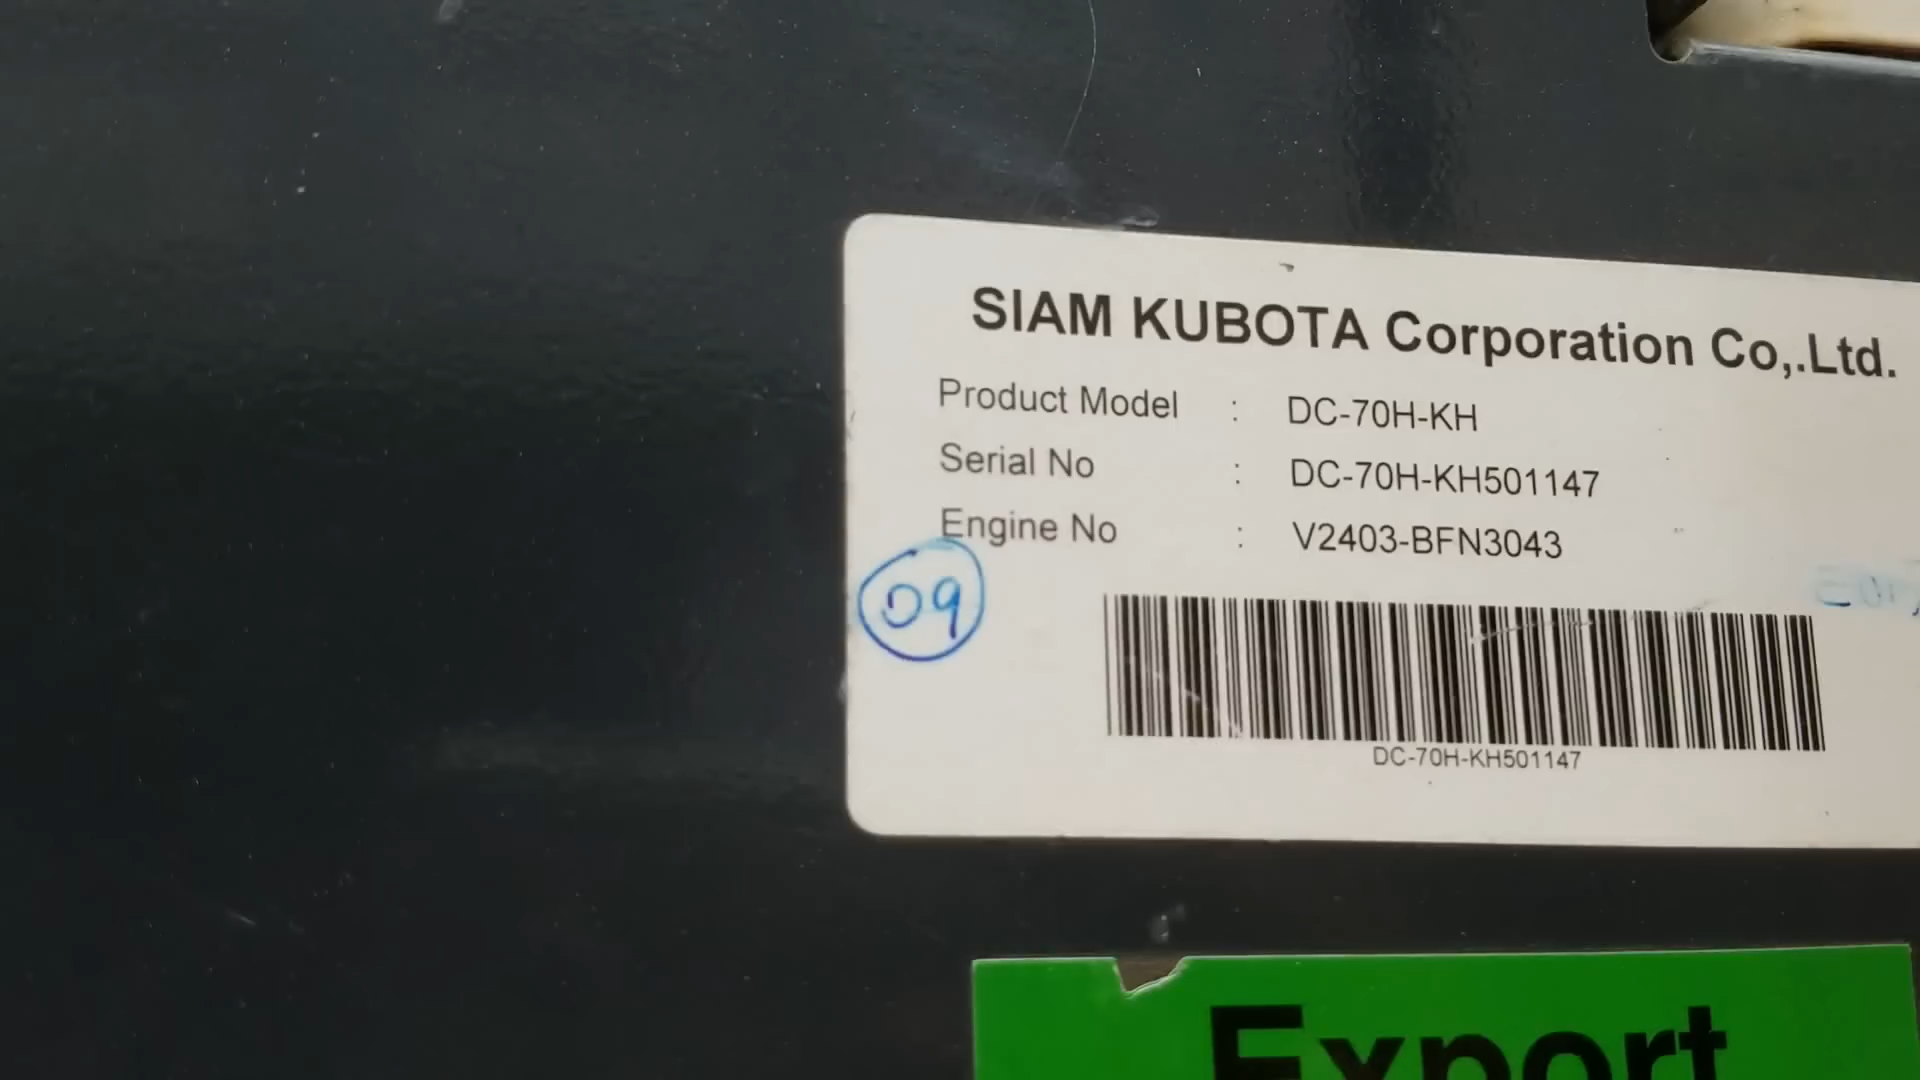 SIAM KUBOTA Corporation Co,.Ltd.
Product Model : DC-70H-KH
Serial No : DC-70H-KH501147
Engine No : V2403-BFN3043
09
DC-70H-KH501147
Export